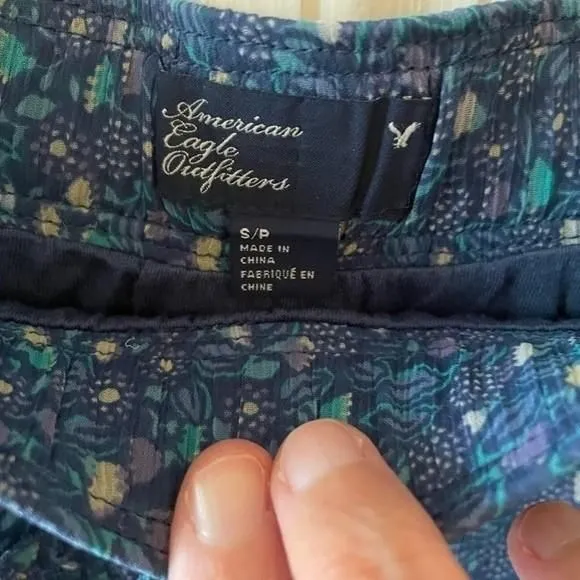 American
Eagle
Outfitters
S/P
MADE IN
CHINA
FABRIQUÉ EN
CHINE